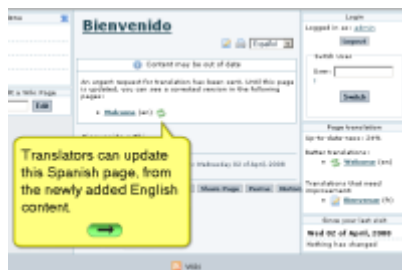 Bienvenido
Español
Content may be out of date
An urgent request for translation has been sent. Until this page
is updated, you can see a corrected version in the following
pages:
Welcome (en)
Translators can update
this Spanish page, from
the newly added English
content.
Wednesday 02 of April, 2008
a Wiki Page
Edit
Login
Logged in as: admin
Logout
Switch User
User:
Switch
Page translation
Up-to-date-ness: 24%
Better translations:
Welcome (en)
Translations that need
improvement:
Bienvenue (fr)
Since your last visit
Wed 02 of April, 2008
Nothing has changed
Wiki